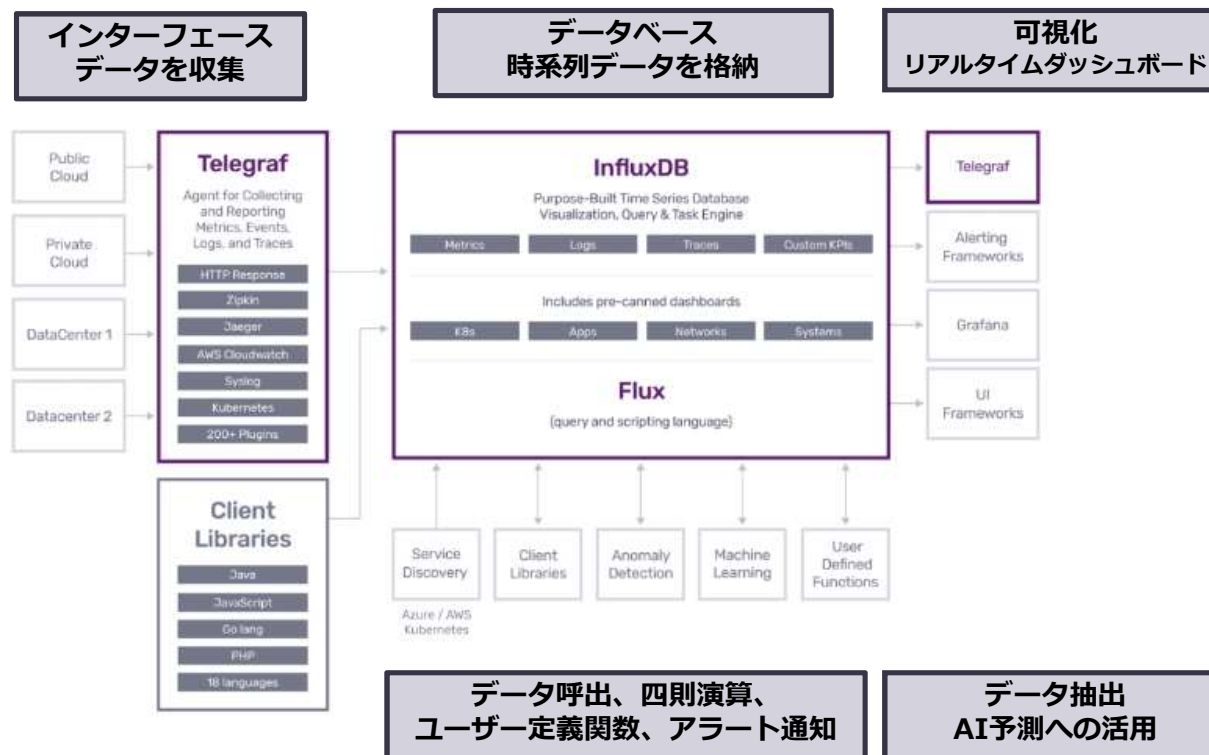 インターフェース
データを収集
データベース
時系列データを格納
可視化
リアルタイムダッシュボード
Public
Cloud
Private
Cloud
DataCenter 1
Datacenter 2
Telegraf
Agent for Collecting
and Reporting
Metrics, Events,
Logs, and Traces
HTTP Response
Zipkin
Jaeger
AWS Cloudwatch
Syslog
Kubernetes
200+ Plugins
Client
Libraries
Java
JavaScript
Go lang
PHP
18 languages
InfluxDB
Purpose-Built Time Series Database
Visualization, Query & Task Engine
Metrics
Logs
Traces
Custom KPIs
Includes pre-canned dashboards
K8s
Apps
Networks
Systems
Flux
(query and scripting language)
Telegraf
Alerting
Frameworks
Grafana
UI
Frameworks
Service
Discovery
Azure / AWS
Kubernetes
Client
Libraries
Anomaly
Detection
Machine
Learning
User
Defined
Functions
データ呼出、四則演算、
ユーザー定義関数、アラート通知
データ抽出
AI予測への活用